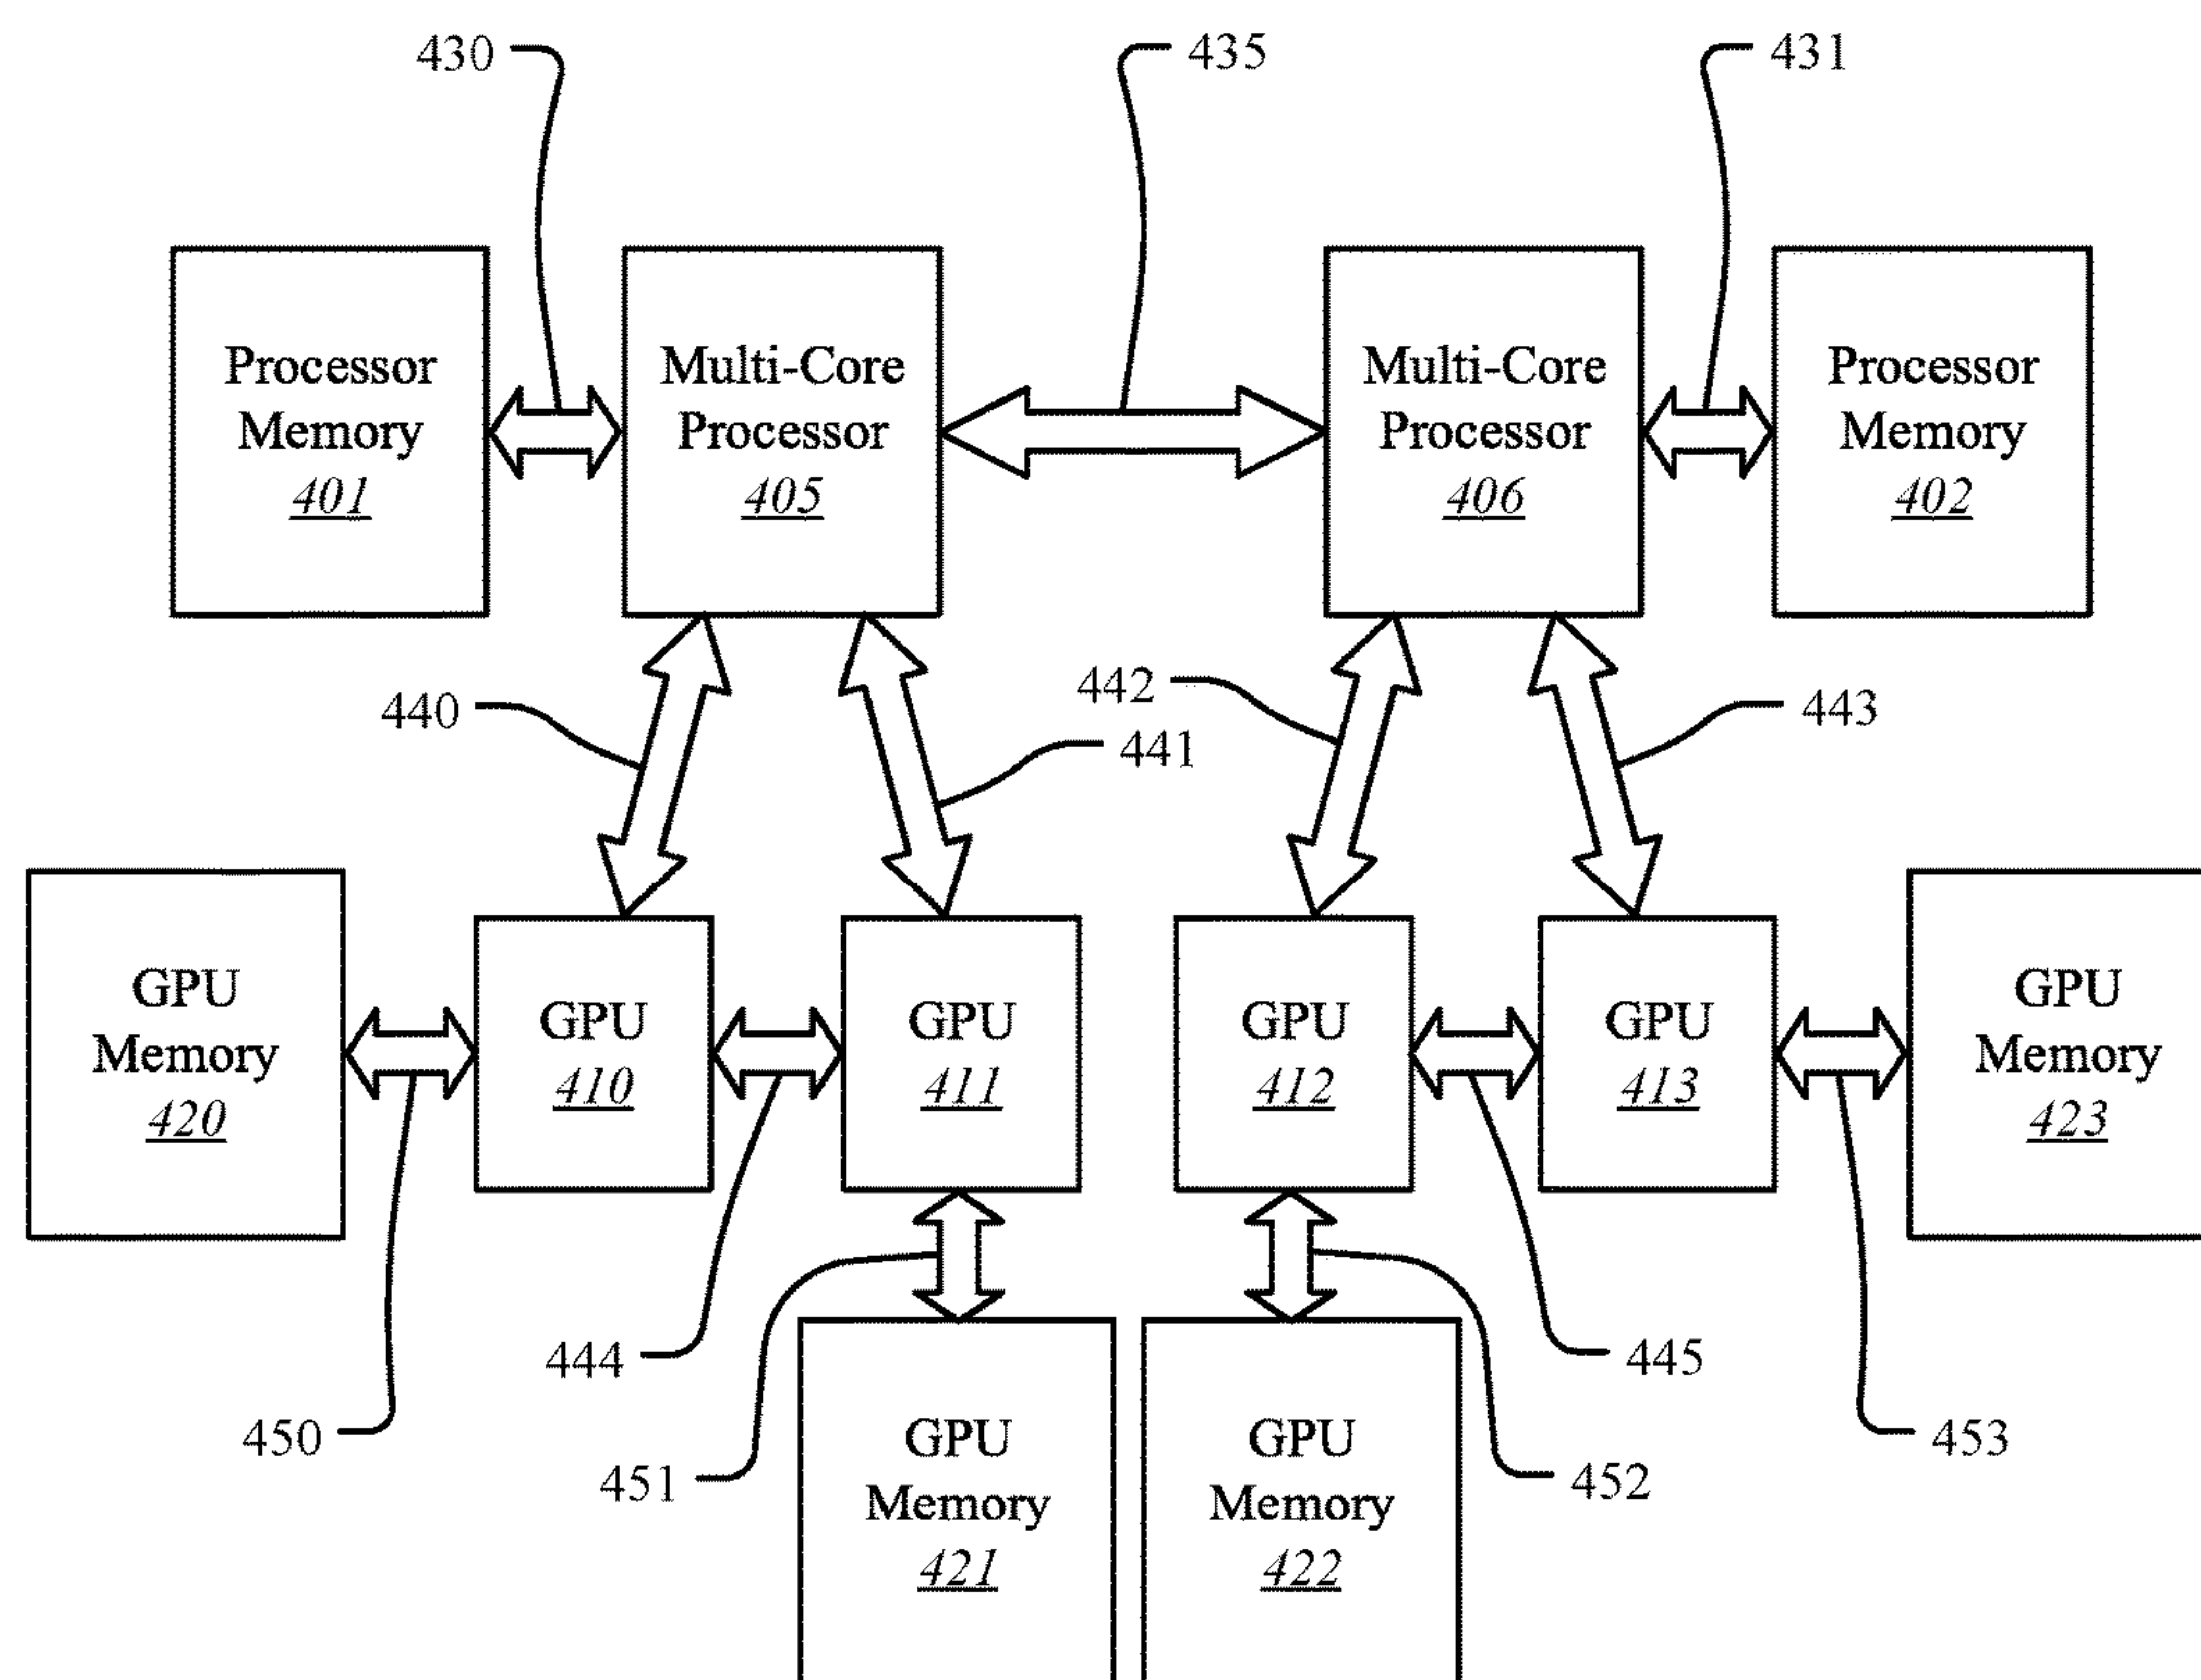 430
435
431
Processor
Memory
401
Multi-Core
Processor
405
Multi-Core
Processor
406
Processor
Memory
402
440
441
442
443
GPU
Memory
420
GPU
410
GPU
411
GPU
412
GPU
413
GPU
Memory
423
444
445
450
451
452
453
GPU
Memory
421
GPU
Memory
422